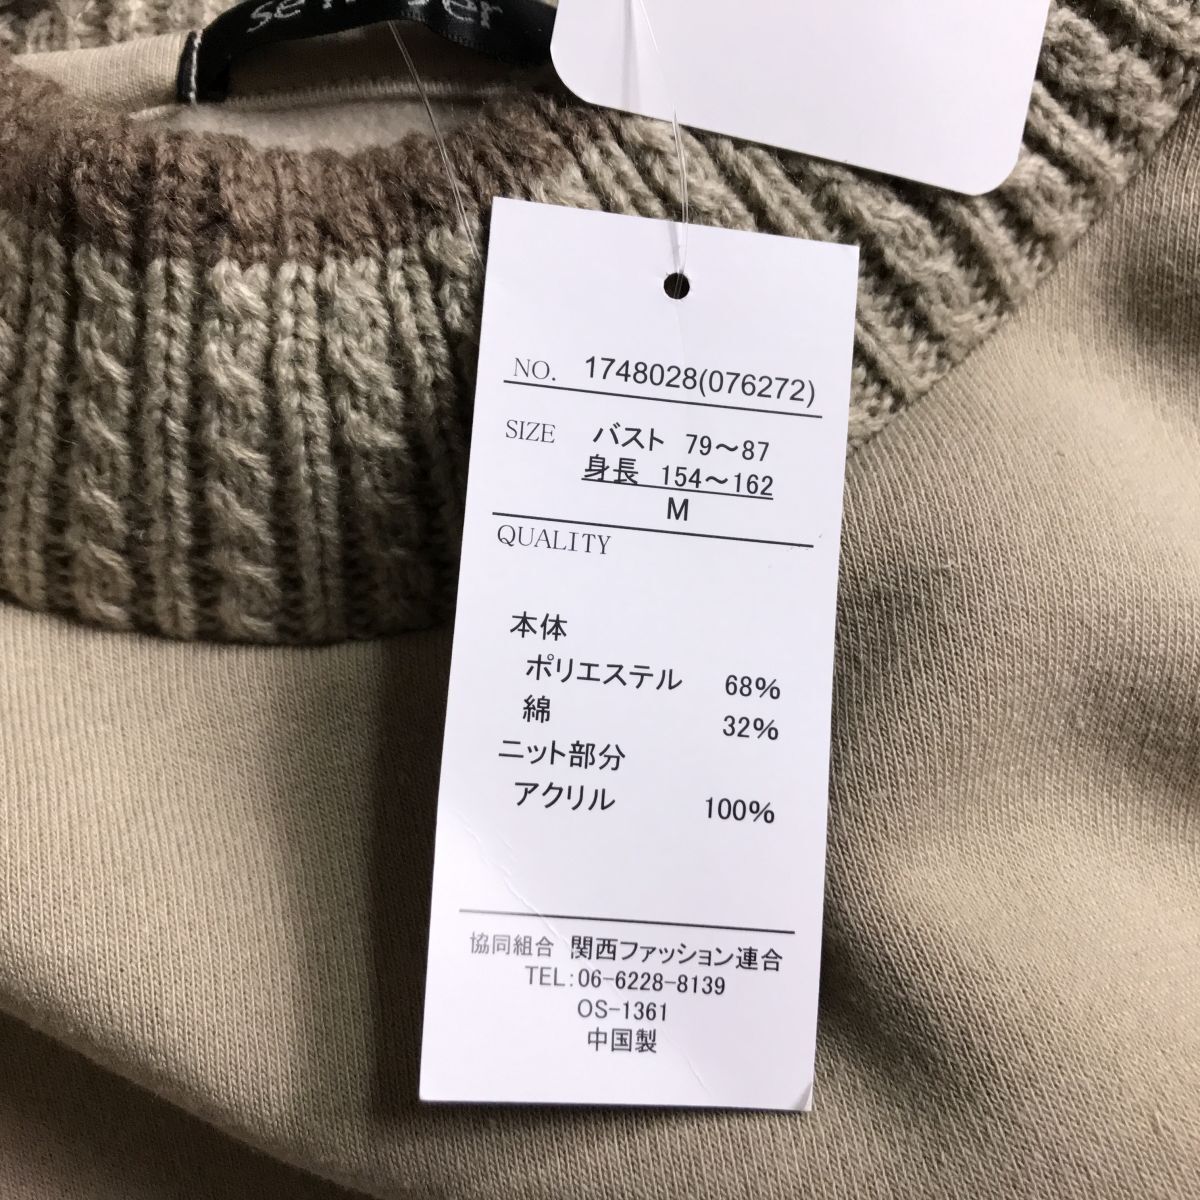 NO. 1748028(076272)
SIZE バスト 79～87
身長 154～162
M
QUALITY
本体
ポリエステル 68%
綿 32%
ニット部分
アクリル 100%
協同組合 関西ファッション連合
TEL:06-6228-8139
OS-1361
中国製